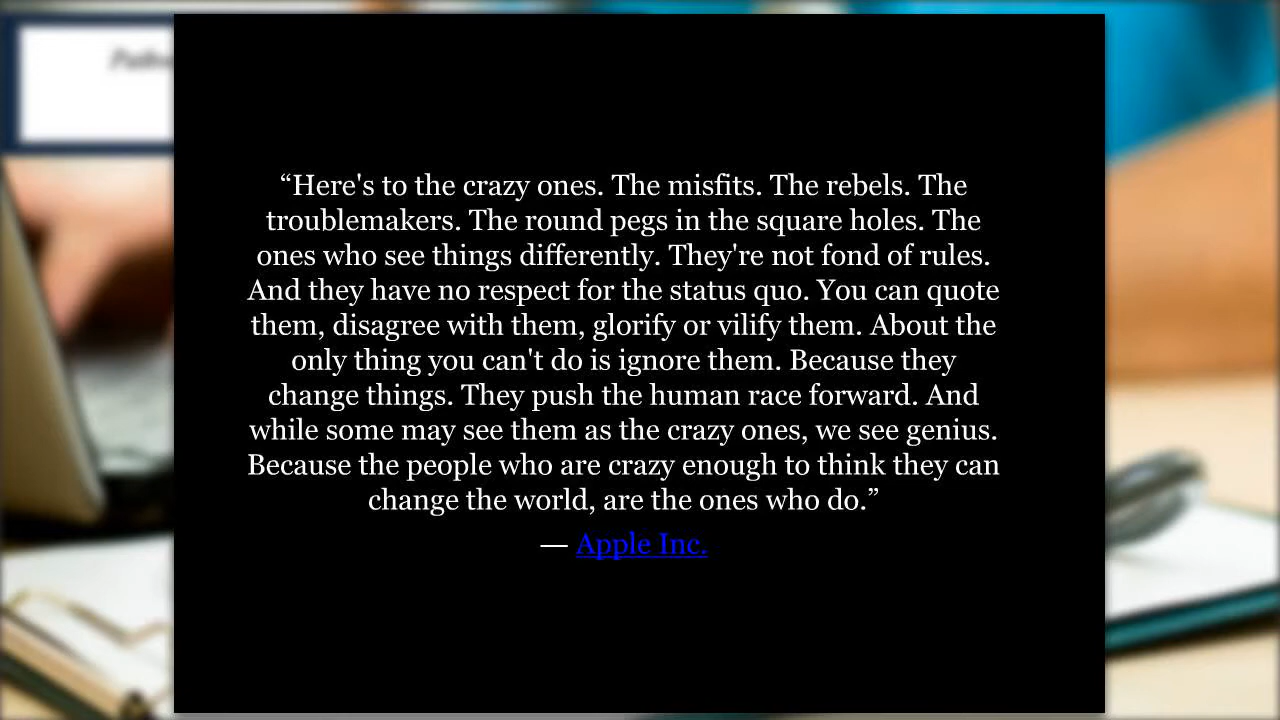 “Here's to the crazy ones. The misfits. The rebels. The
troublemakers. The round pegs in the square holes. The
ones who see things differently. They're not fond of rules.
And they have no respect for the status quo. You can quote
them, disagree with them, glorify or vilify them. About the
only thing you can't do is ignore them. Because they
change things. They push the human race forward. And
while some may see them as the crazy ones, we see genius.
Because the people who are crazy enough to think they can
change the world, are the ones who do.”
— Apple Inc.